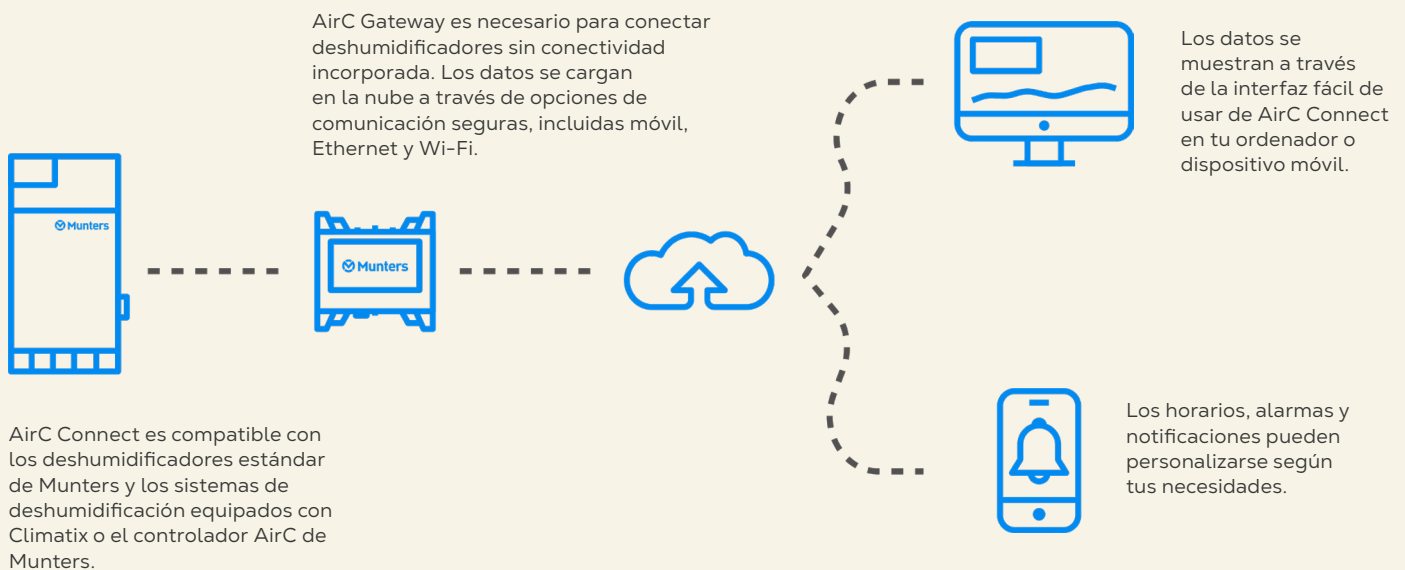 AirC Gateway es necesario para conectar
deshumidificadores sin conectividad
incorporada. Los datos se cargan
en la nube a través de opciones de
comunicación seguras, incluidas móvil,
Ethernet y Wi-Fi.
Los datos se
muestran a través
de la interfaz fácil de
usar de AirC Connect
en tu ordenador o
dispositivo móvil.
Munters
Munters
AirC Connect es compatible con
los deshumidificadores estándar
de Munters y los sistemas de
deshumidificación equipados con
Climatix o el controlador AirC de
Munters.
Los horarios, alarmas y
notificaciones pueden
personalizarse según
tus necesidades.